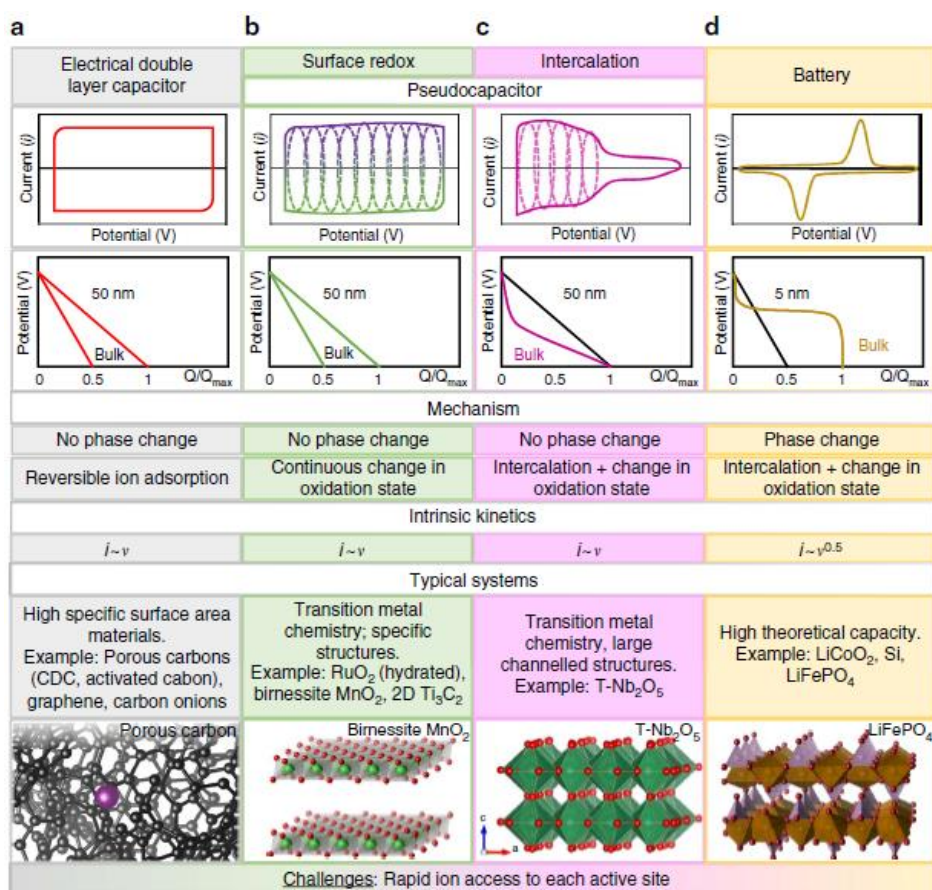 a
b
c
d
Electrical double
layer capacitor
Surface redox
Intercalation
Pseudocapacitor
Battery
Current (i)
Potential (V)
Current (i)
Potential (V)
Current (i)
Potential (V)
Current (i)
Potential (V)
Potential (V)
50 nm
Bulk
0
0.5
1
Q/Qmax
Potential (V)
50 nm
Bulk
0
0.5
1
Q/Qmax
Potential (V)
50 nm
Bulk
0
0.5
1
Q/Qmax
Potential (V)
5 nm
Bulk
0
0.5
1
Q/Qmax
Mechanism
No phase change
No phase change
No phase change
Phase change
Reversible ion adsorption
Continuous change in
oxidation state
Intercalation + change in
oxidation state
Intercalation + change in
oxidation state
Intrinsic kinetics
i~v
i~v
i~v
i~v0.5
Typical systems
High specific surface area
materials.
Example: Porous carbons
(CDC, activated cabon),
graphene, carbon onions
Transition metal
chemistry; specific
structures.
Example: RuO2 (hydrated),
birnessite MnO2, 2D Ti3C2
Transition metal
chemistry, large
channelled structures.
Example: T-Nb2O5
High theoretical capacity.
Example: LiCoO2, Si,
LiFePO4
Porous carbon
Birnessite MnO2
T-Nb2O5
c
a
LiFePO4
Challenges: Rapid ion access to each active site